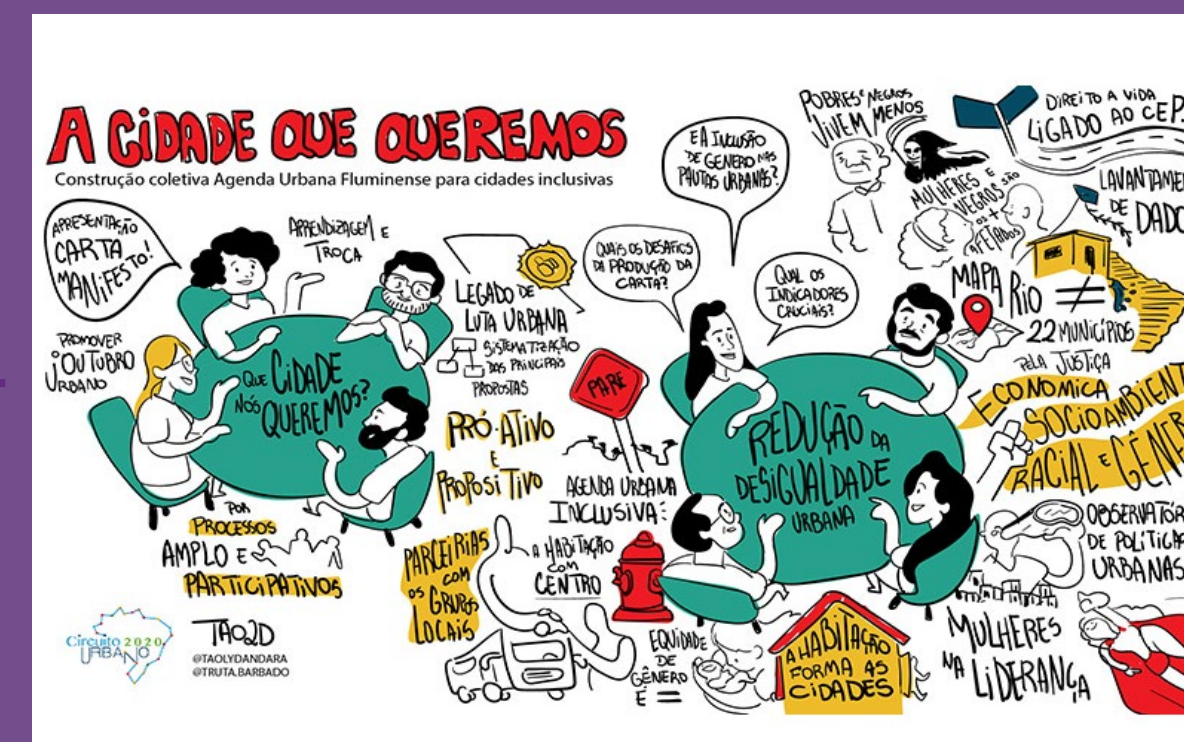 A CIDADE QUE QUEREMOS
Construção coletiva Agenda Urbana Fluminense para cidades inclusivas
APRESENTAÇÃO
CARTA
MANIFESTO!
APRENDIZAGEM E
TROCA
PROMOVER
OUTUBRO
URBANO
QUE CIDADE
NÓS
QUEREMOS?
POR
PROCESSOS
AMPLO E
PARTICIPATIVOS
LEGADO DE
LUTA URBANA
SISTEMATIZAÇÃO
DAS PRINCIPAIS
PROPOSTAS
PRÓ-ATIVO
E
PROPOSITIVO
PARCEIRIAS
COM
OS GRUPOS
LOCAIS
Circuito 2020
URBANO
TAO2D
@TAOLYDANDARA
@TRUTA.BARBADO
E A INCLUSÃO
DE GENERO NAS
PAUTAS URBANAS?
QUAIS OS DESAFIOS
DA PRODUÇÃO DA
CARTA?
QUAL OS
INDICADORES
CRUCIAIS?
PARE
AGENDA URBANA
INCLUSIVA:
A HABITAÇÃO
COM
CENTRO
REDUÇÃO DA
DESIGUALDADE
URBANA
EQUIDADE
DE
GÊNERO
É =
A HABITAÇÃO
FORMA AS
CIDADES
POBRES E NEGROS
VIVEM MENOS
DIREITO A VIDA
LIGADO AO CEP
MULHERES E
NEGROS SÃO
OS +
AFETADOS
LAVANTAME
DE DADO
MAPA RIO ≠
22 MUNICÍPIOS
PELA JUSTIÇA
ECONOMICA
SOCIOAMBIENT
RACIAL E GÊNER
OBSERVATÓR
DE POLÍTICA
URBANAS
MULHERES
NA LIDERANÇA